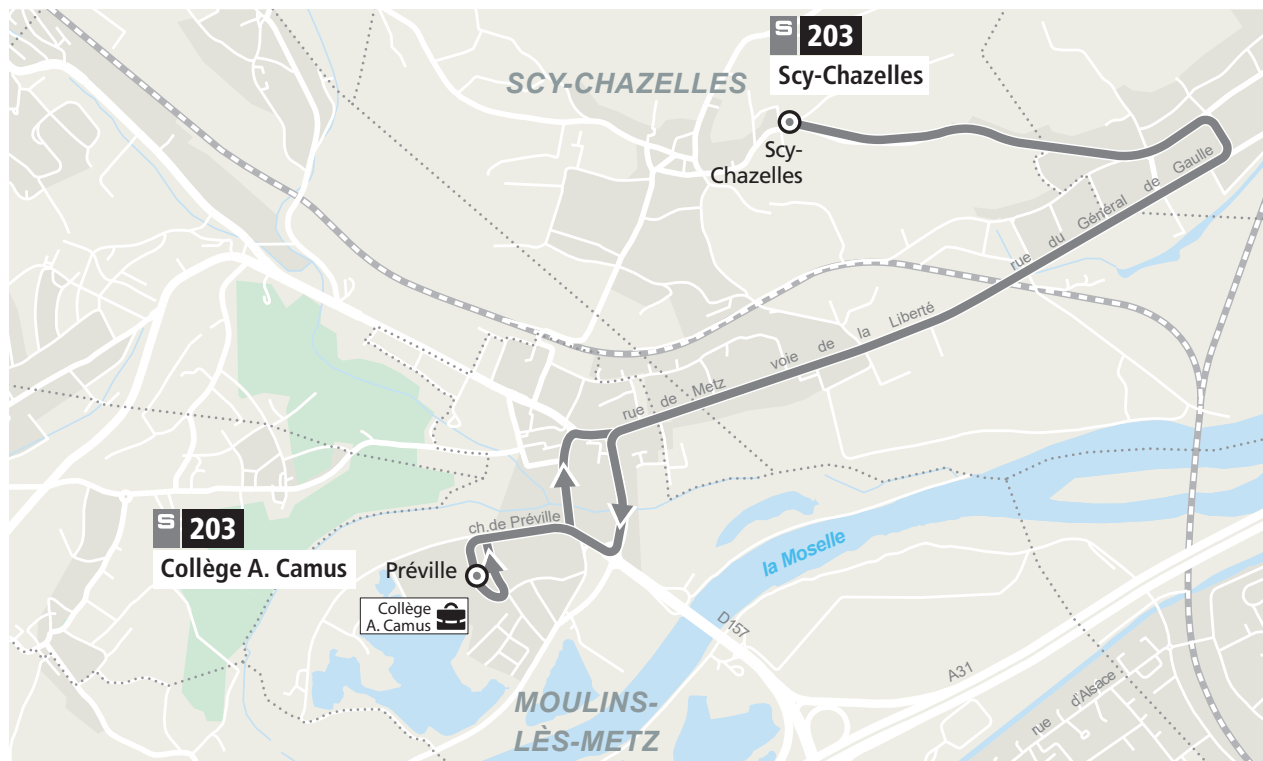 S 203
Scy-Chazelles
SCY-CHAZELLES
Scy-
Chazelles
rue du Général de Gaulle
voie de la Liberté
rue de Metz
S 203
Collège A. Camus
ch.de Préville
Préville
Collège
A. Camus
la Moselle
D157
A31
rue d'Alsace
MOULINS-
LÈS-METZ